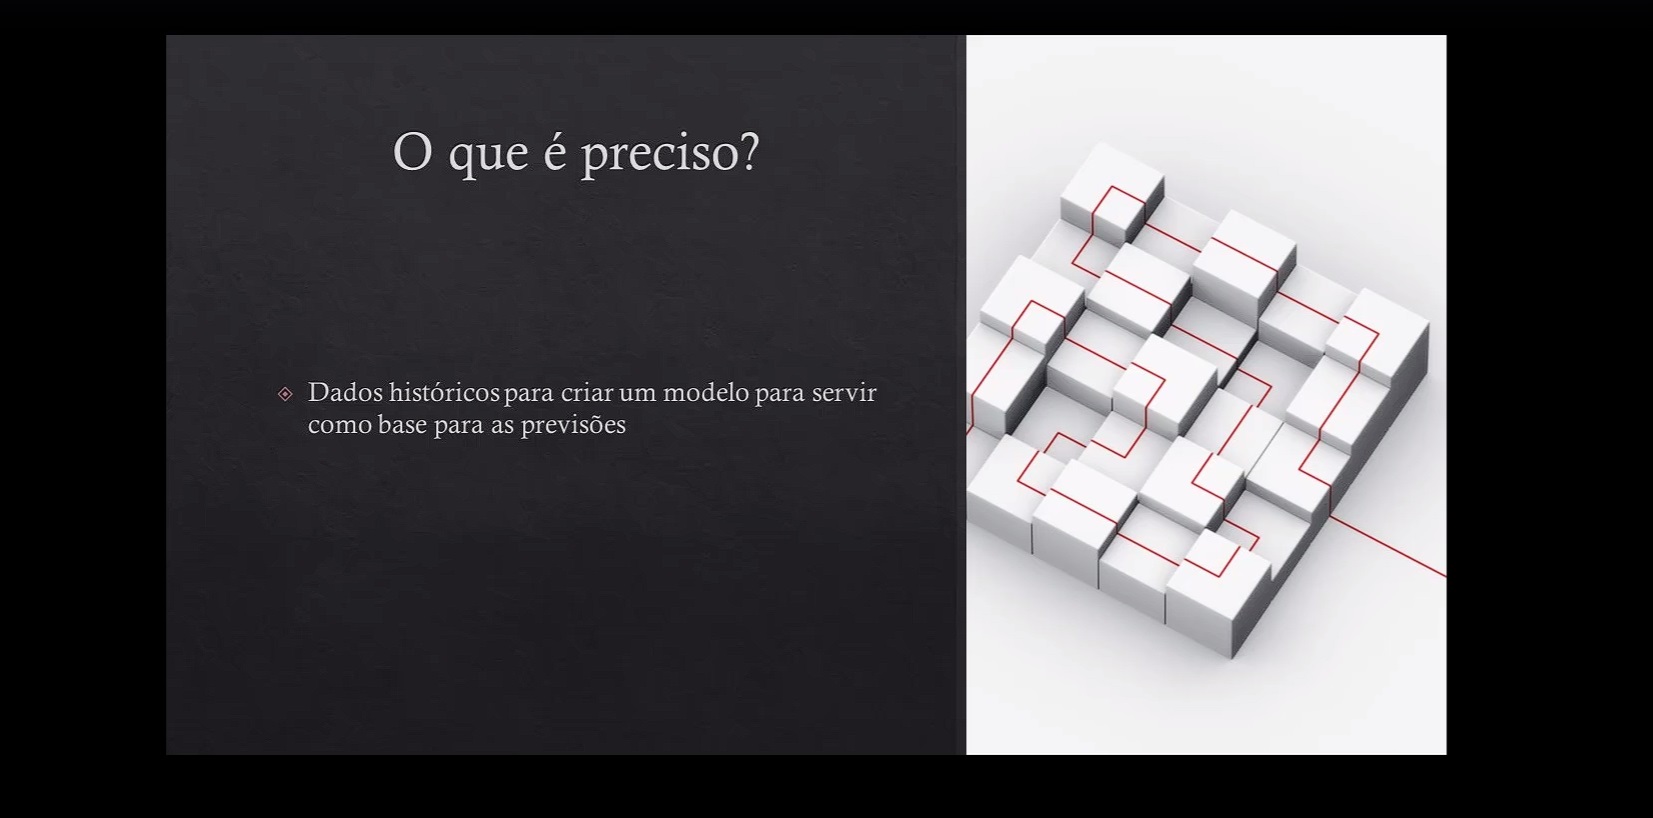 O que é preciso?
Dados históricos para criar um modelo para servir
como base para as previsões